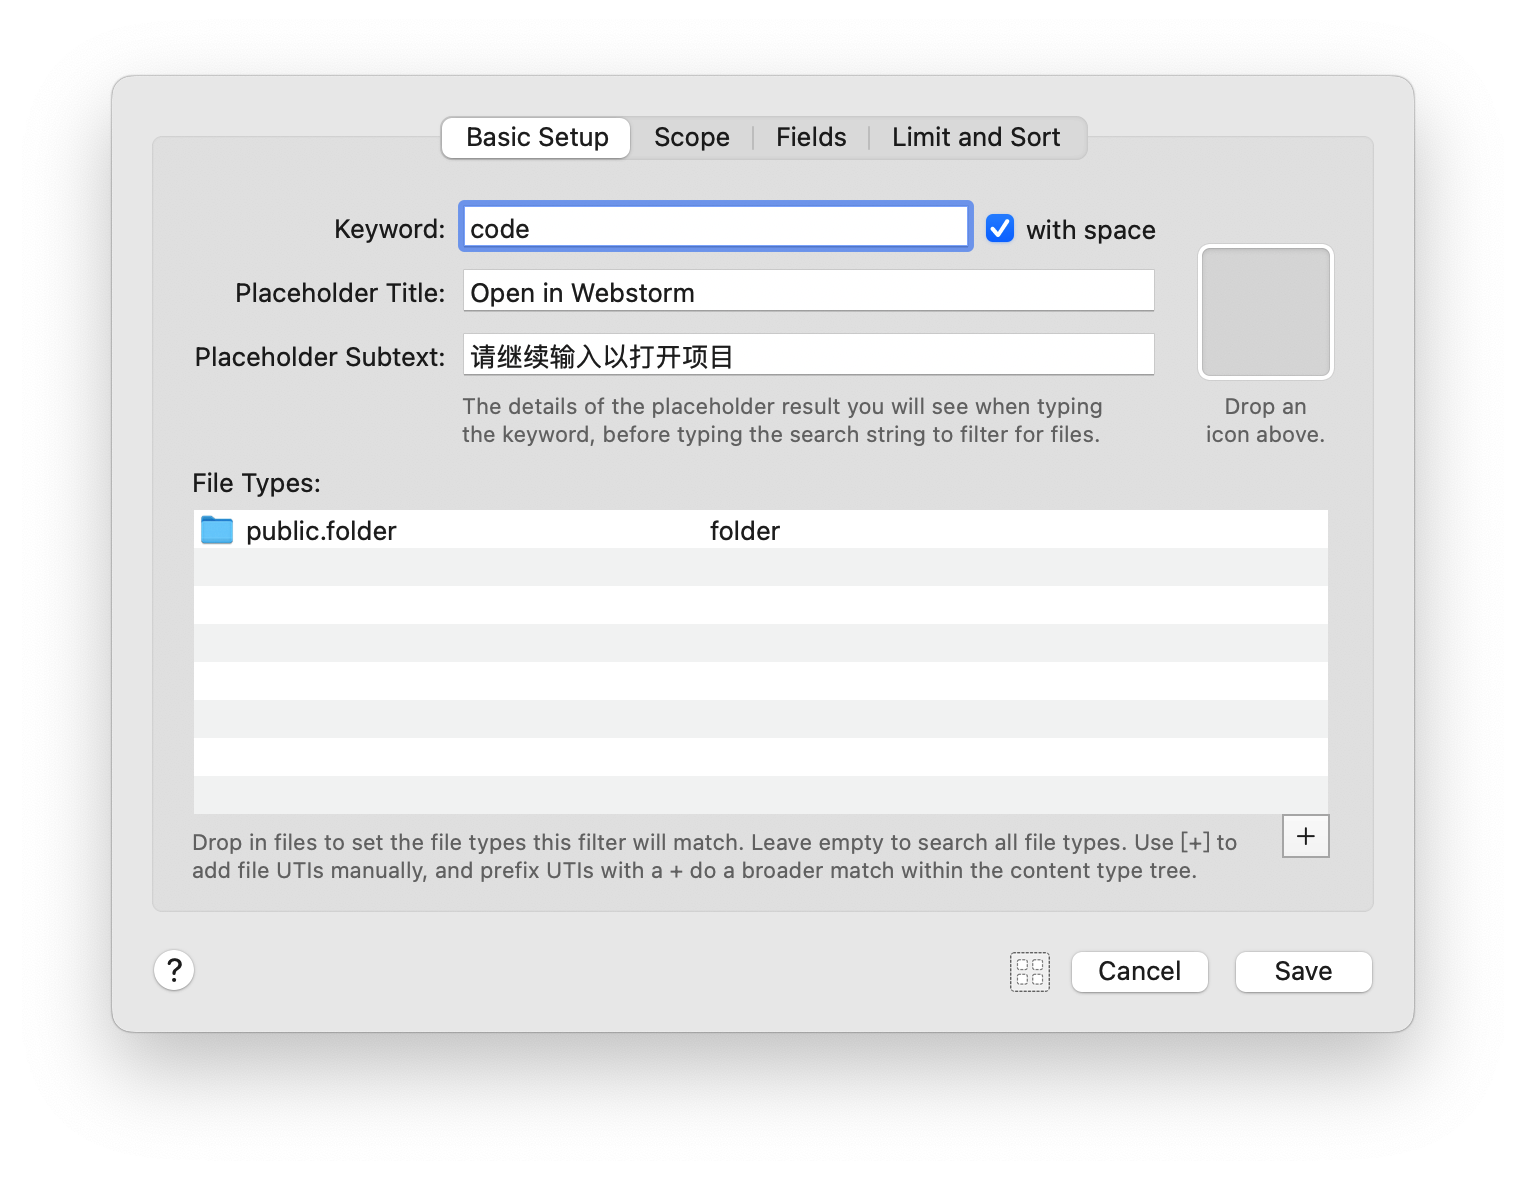 Basic Setup Scope Fields Limit and Sort
Keyword: code with space
Placeholder Title: Open in Webstorm
Placeholder Subtext: 请继续输入以打开项目
The details of the placeholder result you will see when typing
the keyword, before typing the search string to filter for files.
Drop an
icon above.
File Types:
public.folder folder
Drop in files to set the file types this filter will match. Leave empty to search all file types. Use [+] to
add file UTIs manually, and prefix UTIs with a + do a broader match within the content type tree.
+
? Cancel Save